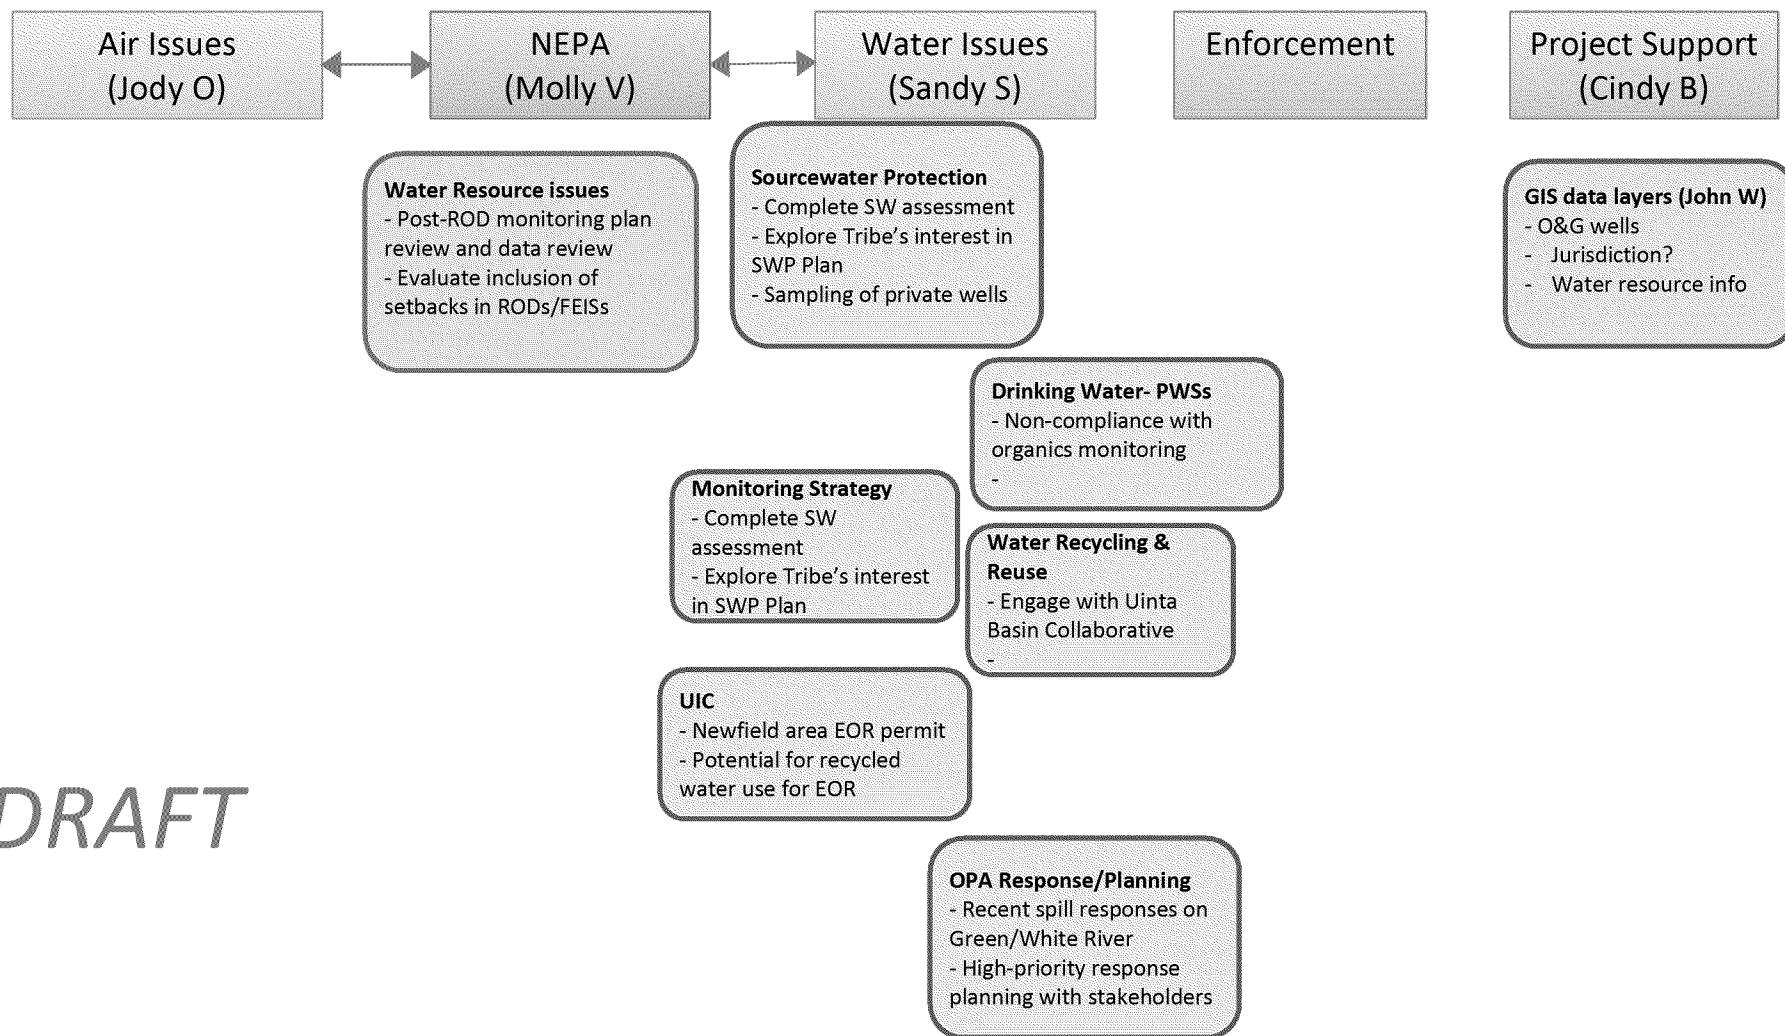 Air Issues
(Jody O)
NEPA
(Molly V)
Water Issues
(Sandy S)
Enforcement
Project Support
(Cindy B)
Water Resource issues
- Post-ROD monitoring plan
review and data review
- Evaluate inclusion of
setbacks in RODs/FEISs
Sourcewater Protection
- Complete SW assessment
- Explore Tribe’s interest in
SWP Plan
- Sampling of private wells
GIS data layers (John W)
- O&G wells
- Jurisdiction?
- Water resource info
Drinking Water- PWSs
- Non-compliance with
organics monitoring
-
Monitoring Strategy
- Complete SW
assessment
- Explore Tribe’s interest
in SWP Plan
Water Recycling &
Reuse
- Engage with Uinta
Basin Collaborative
-
UIC
- Newfield area EOR permit
- Potential for recycled
water use for EOR
DRAFT
OPA Response/Planning
- Recent spill responses on
Green/White River
- High-priority response
planning with stakeholders